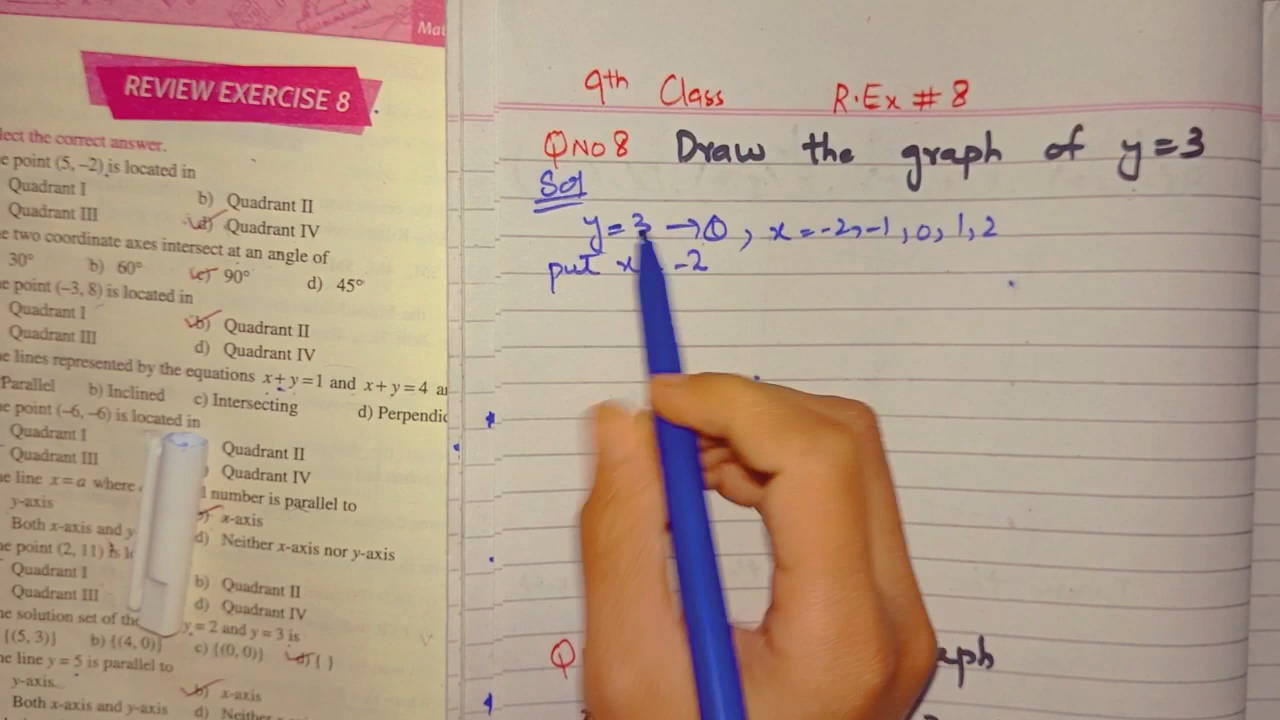 Mat
REVIEW EXERCISE 8
lect the correct answer.
e point (5, –2) is located in
Quadrant I
b) Quadrant II
Quadrant III
d) Quadrant IV
e two coordinate axes intersect at an angle of
30° b) 60° c) 90° d) 45°
e point (–3, 8) is located in
Quadrant I
b) Quadrant II
Quadrant III
d) Quadrant IV
e lines represented by the equations x+y=1 and x+y=4 a
Parallel b) Inclined c) Intersecting d) Perpendic
e point (–6, –6) is located in
Quadrant I
Quadrant II
Quadrant III
Quadrant IV
e line x=a where number is parallel to
y-axis
x-axis
Both x-axis and y
d) Neither x-axis nor y-axis
e point (2, 11) is l
Quadrant I
b) Quadrant II
Quadrant III
d) Quadrant IV
e solution set of the y=2 and y=3 is
{(5, 3)} b) {(4, 0)} c) {(0, 0)} d) { }
e line y=5 is parallel to
y-axis.
b) x-axis
Both x-axis and y-axis
d) Neither
9th Class R.Ex # 8
QNO8 Draw the graph of y=3
Sol
y=3 →①, x=-2,-1,0,1,2
put x -2
Q aph